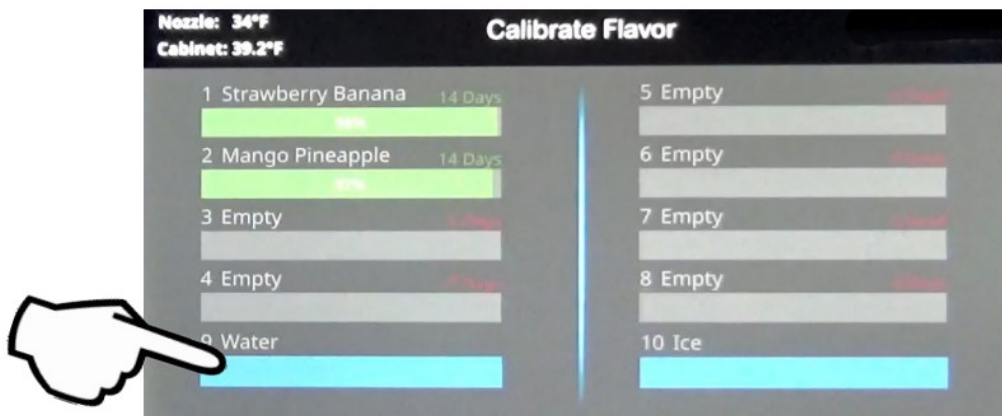 Nozzle: 34°F
Cabinet: 39.2°F
Calibrate Flavor
1 Strawberry Banana 14 Days
2 Mango Pineapple 14 Days
3 Empty
4 Empty
9 Water
5 Empty
6 Empty
7 Empty
8 Empty
10 Ice